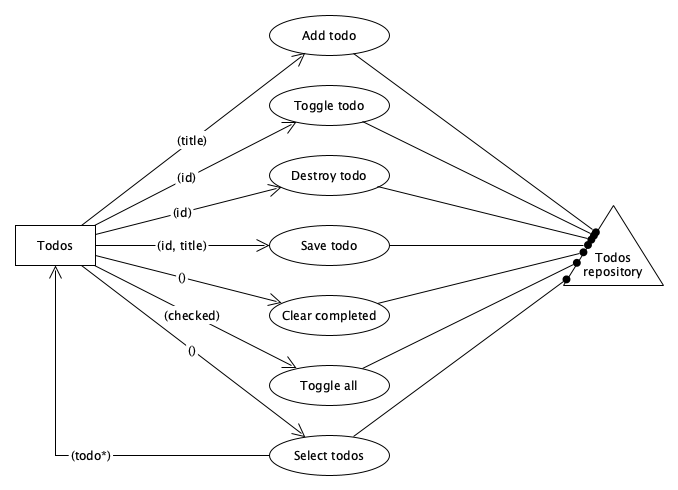 Add todo
Toggle todo
(title)
(id)
Destroy todo
(id)
Todos
(id, title)
Save todo
Todos
repository
()
Clear completed
(checked)
()
Toggle all
(todo*)
Select todos